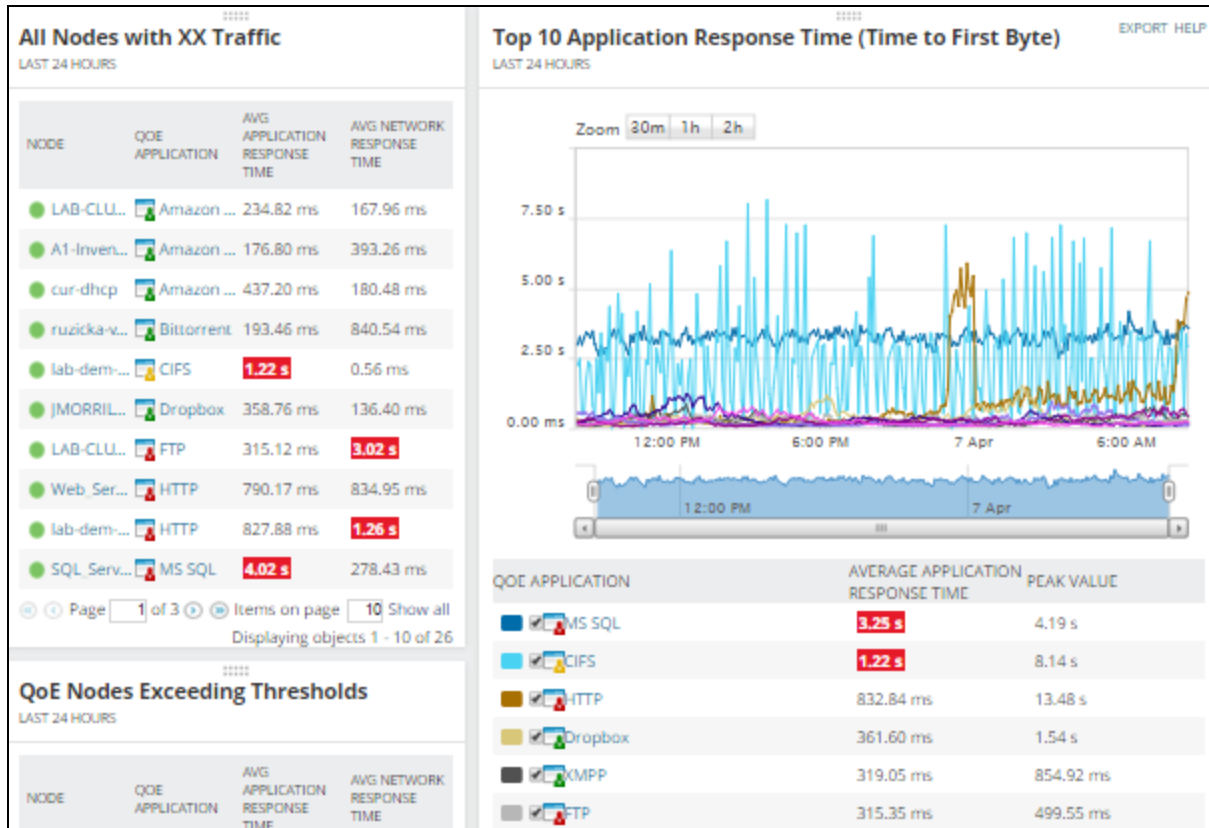 All Nodes with XX Traffic
LAST 24 HOURS
NODE QOE APPLICATION AVG APPLICATION RESPONSE TIME AVG NETWORK RESPONSE TIME
LAB-CLU... Amazon ... 234.82 ms 167.96 ms
A1-Inven... Amazon ... 176.80 ms 393.26 ms
cur-dhcp Amazon ... 437.20 ms 180.48 ms
ruzicka-v... Bittorrent 193.46 ms 840.54 ms
lab-dem-... CIFS 1.22 s 0.56 ms
JMORRIL... Dropbox 358.76 ms 136.40 ms
LAB-CLU... FTP 315.12 ms 3.02 s
Web_Ser... HTTP 790.17 ms 834.95 ms
lab-dem-... HTTP 827.88 ms 1.26 s
SQL_Serv... MS SQL 4.02 s 278.43 ms
Page 1 of 3 Items on page 10 Show all
Displaying objects 1 - 10 of 26
QoE Nodes Exceeding Thresholds
LAST 24 HOURS
NODE QOE APPLICATION AVG APPLICATION RESPONSE TIME AVG NETWORK RESPONSE TIME
Top 10 Application Response Time (Time to First Byte)
EXPORT HELP
LAST 24 HOURS
Zoom 30m 1h 2h
7.50 s
5.00 s
2.50 s
0.00 ms
12:00 PM 6:00 PM 7 Apr 6:00 AM
12:00 PM 7 Apr
QOE APPLICATION AVERAGE APPLICATION RESPONSE TIME PEAK VALUE
MS SQL 3.25 s 4.19 s
CIFS 1.22 s 8.14 s
HTTP 832.84 ms 13.48 s
Dropbox 361.60 ms 1.54 s
XMPP 319.05 ms 854.92 ms
FTP 315.35 ms 499.55 ms